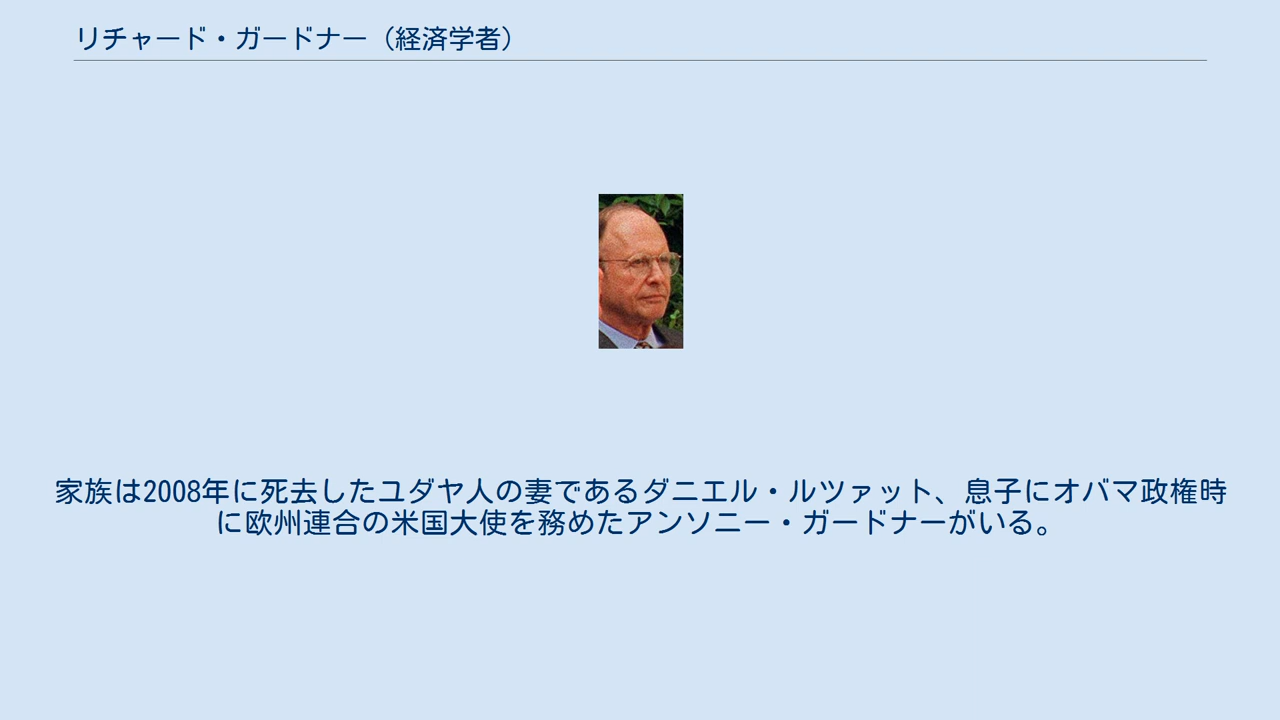 リチャード・ガードナー（経済学者）
家族は2008年に死去したユダヤ人の妻であるダニエル・ルツァット、息子にオバマ政権時
に欧州連合の米国大使を務めたアンソニー・ガードナーがいる。